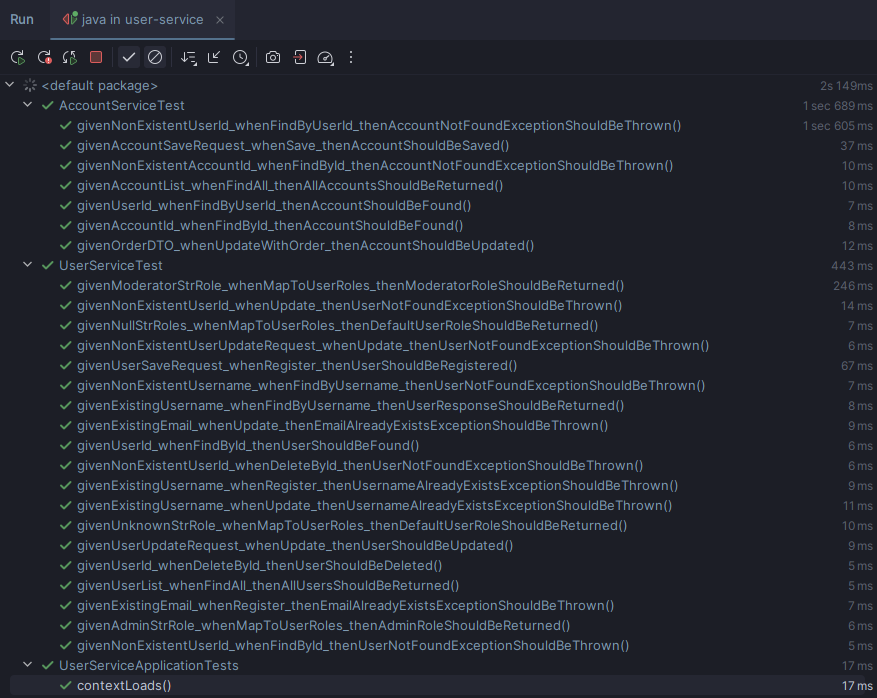 Run java in user-service
<default package> 2s 149ms
AccountServiceTest 1 sec 689 ms
givenNonExistentUserId_whenFindByUserId_thenAccountNotFoundExceptionShouldBeThrown() 1 sec 605 ms
givenAccountSaveRequest_whenSave_thenAccountShouldBeSaved() 37 ms
givenNonExistentAccountId_whenFindById_thenAccountNotFoundExceptionShouldBeThrown() 10 ms
givenAccountList_whenFindAll_thenAllAccountsShouldBeReturned() 10 ms
givenUserId_whenFindByUserId_thenAccountShouldBeFound() 7 ms
givenAccountId_whenFindById_thenAccountShouldBeFound() 8 ms
givenOrderDTO_whenUpdateWithOrder_thenAccountShouldBeUpdated() 12 ms
UserServiceTest 443 ms
givenModeratorStrRole_whenMapToUserRoles_thenModeratorRoleShouldBeReturned() 246 ms
givenNonExistentUserId_whenUpdate_thenUserNotFoundExceptionShouldBeThrown() 14 ms
givenNullStrRoles_whenMapToUserRoles_thenDefaultUserRoleShouldBeReturned() 7 ms
givenNonExistentUserUpdateRequest_whenUpdate_thenUserNotFoundExceptionShouldBeThrown() 6 ms
givenUserSaveRequest_whenRegister_thenUserShouldBeRegistered() 67 ms
givenNonExistentUsername_whenFindByUsername_thenUserNotFoundExceptionShouldBeThrown() 7 ms
givenExistingUsername_whenFindByUsername_thenUserResponseShouldBeReturned() 8 ms
givenExistingEmail_whenUpdate_thenEmailAlreadyExistsExceptionShouldBeThrown() 9 ms
givenUserId_whenFindById_thenUserShouldBeFound() 6 ms
givenNonExistentUserId_whenDeleteById_thenUserNotFoundExceptionShouldBeThrown() 6 ms
givenExistingUsername_whenRegister_thenUsernameAlreadyExistsExceptionShouldBeThrown() 9 ms
givenExistingUsername_whenUpdate_thenUsernameAlreadyExistsExceptionShouldBeThrown() 11 ms
givenUnknownStrRole_whenMapToUserRoles_thenDefaultUserRoleShouldBeReturned() 10 ms
givenUserUpdateRequest_whenUpdate_thenUserShouldBeUpdated() 9 ms
givenUserId_whenDeleteById_thenUserShouldBeDeleted() 5 ms
givenUserList_whenFindAll_thenAllUsersShouldBeReturned() 5 ms
givenExistingEmail_whenRegister_thenEmailAlreadyExistsExceptionShouldBeThrown() 7 ms
givenAdminStrRole_whenMapToUserRoles_thenAdminRoleShouldBeReturned() 6 ms
givenNonExistentUserId_whenFindById_thenUserNotFoundExceptionShouldBeThrown() 5 ms
UserServiceApplicationTests 17 ms
contextLoads() 17 ms